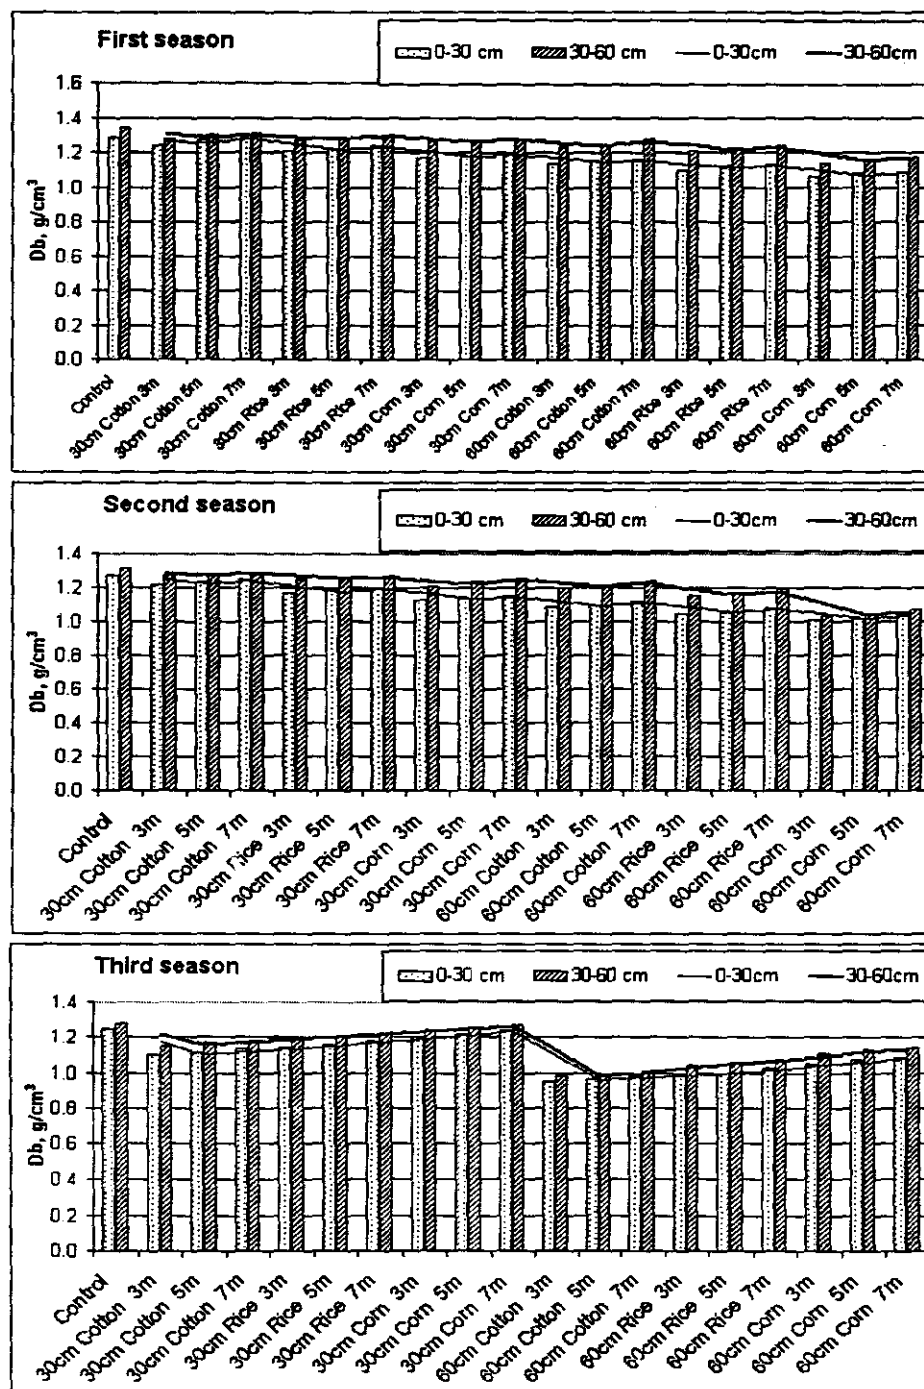 First season
0-30 cm 30-60 cm 0-30cm 30-60cm
1.6
1.4
1.2
1.0
0.8
0.6
0.4
0.2
0.0
Db, g/cm³
Control
30cm Cotton 3m
30cm Cotton 5m
30cm Cotton 7m
30cm Rice 3m
30cm Rice 5m
30cm Rice 7m
30cm Corn 3m
30cm Corn 5m
30cm Corn 7m
60cm Cotton 3m
60cm Cotton 5m
60cm Cotton 7m
60cm Rice 3m
60cm Rice 5m
60cm Rice 7m
60cm Corn 3m
60cm Corn 5m
60cm Corn 7m
Second season
0-30 cm 30-60 cm 0-30cm 30-60cm
1.4
1.2
1.0
0.8
0.6
0.4
0.2
0.0
Db, g/cm³
Control
30cm Cotton 3m
30cm Cotton 5m
30cm Cotton 7m
30cm Rice 3m
30cm Rice 5m
30cm Rice 7m
30cm Corn 3m
30cm Corn 5m
30cm Corn 7m
60cm Cotton 3m
60cm Cotton 5m
60cm Cotton 7m
60cm Rice 3m
60cm Rice 5m
60cm Rice 7m
60cm Corn 3m
60cm Corn 5m
60cm Corn 7m
Third season
0-30 cm 30-60 cm 0-30cm 30-60cm
1.4
1.2
1.0
0.8
0.6
0.4
0.2
0.0
Db, g/cm³
Control
30cm Cotton 3m
30cm Cotton 5m
30cm Cotton 7m
30cm Rice 3m
30cm Rice 5m
30cm Rice 7m
30cm Corn 3m
30cm Corn 5m
30cm Corn 7m
60cm Cotton 3m
60cm Cotton 5m
60cm Cotton 7m
60cm Rice 3m
60cm Rice 5m
60cm Rice 7m
60cm Corn 3m
60cm Corn 5m
60cm Corn 7m